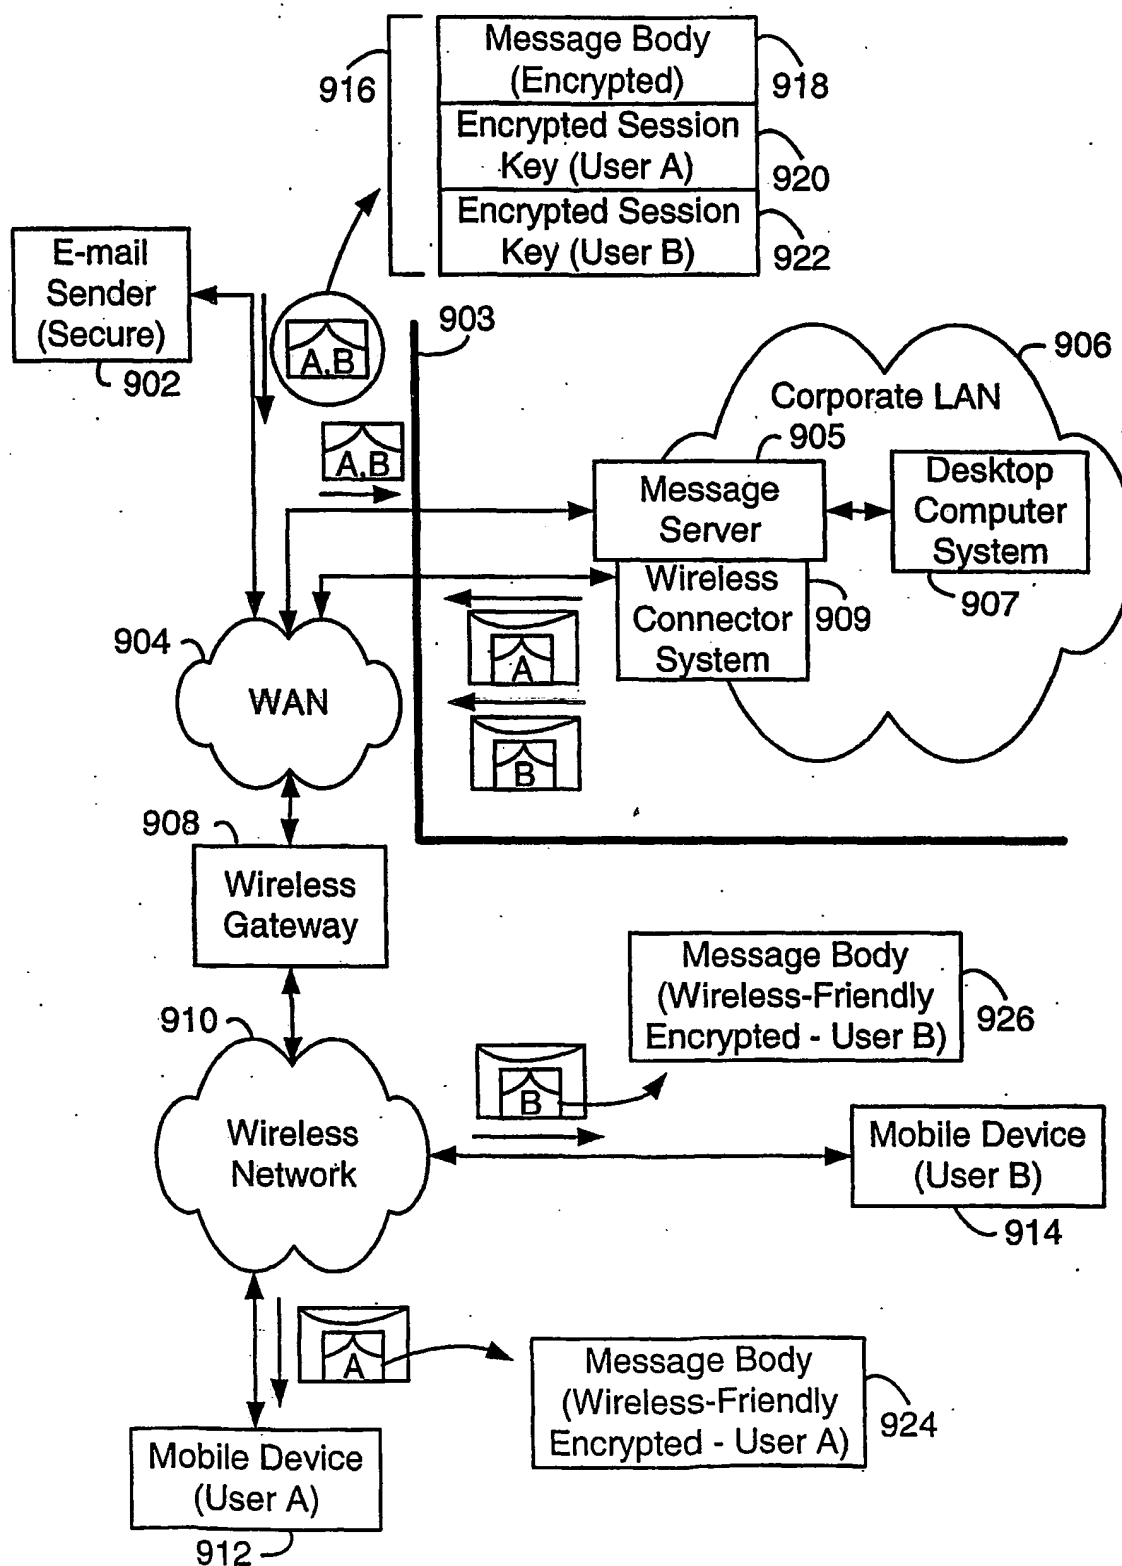 Message Body
(Encrypted)
916
918
Encrypted Session
Key (User A)
920
Encrypted Session
Key (User B)
922
E-mail
Sender
(Secure)
902
A,B
903
906
Corporate LAN
A,B
905
Message
Server
Desktop
Computer
System
907
Wireless
Connector
System
909
904
WAN
A
B
908
Wireless
Gateway
Message Body
(Wireless-Friendly
Encrypted - User B)
926
910
B
Wireless
Network
Mobile Device
(User B)
914
A
Message Body
(Wireless-Friendly
Encrypted - User A)
924
Mobile Device
(User A)
912